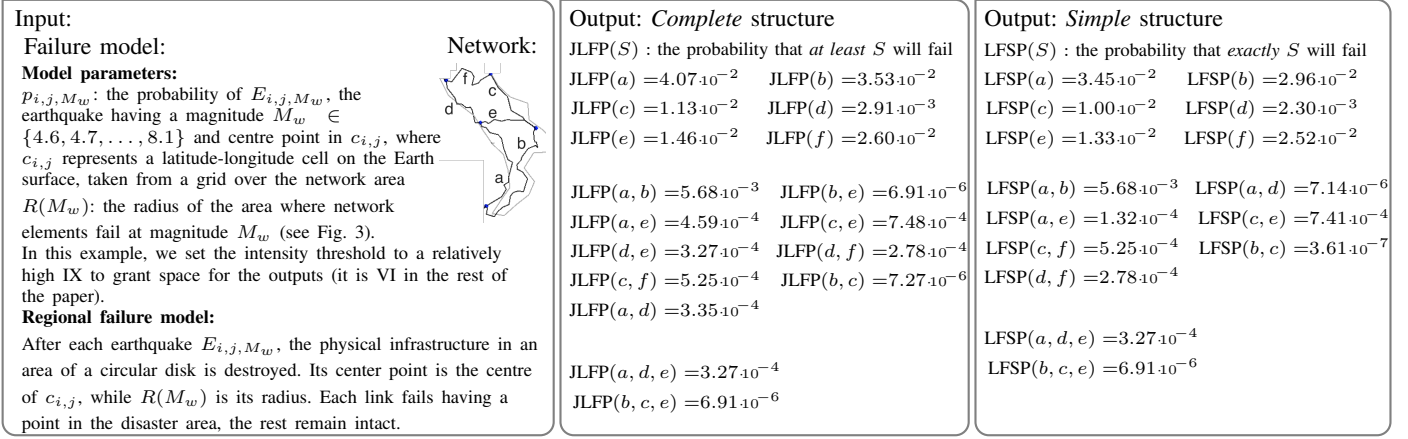 Input:
Failure model:
Network:
Model parameters:
p_{i,j,M_w}: the probability of E_{i,j,M_w}, the
earthquake having a magnitude M_w ∈
{4.6, 4.7, . . . , 8.1} and centre point in c_{i,j}, where
c_{i,j} represents a latitude-longitude cell on the Earth
surface, taken from a grid over the network area
R(M_w): the radius of the area where network
elements fail at magnitude M_w (see Fig. 3).
In this example, we set the intensity threshold to a relatively
high IX to grant space for the outputs (it is VI in the rest of
the paper).
Regional failure model:
After each earthquake E_{i,j,M_w}, the physical infrastructure in an
area of a circular disk is destroyed. Its center point is the centre
of c_{i,j}, while R(M_w) is its radius. Each link fails having a
point in the disaster area, the rest remain intact.
f
c
d
e
b
a
Output: Complete structure
JLFP(S) : the probability that at least S will fail
JLFP(a) =4.07·10^{−2} JLFP(b) =3.53·10^{−2}
JLFP(c) =1.13·10^{−2} JLFP(d) =2.91·10^{−3}
JLFP(e) =1.46·10^{−2} JLFP(f) =2.60·10^{−2}
JLFP(a, b) =5.68·10^{−3} JLFP(b, e) =6.91·10^{−6}
JLFP(a, e) =4.59·10^{−4} JLFP(c, e) =7.48·10^{−4}
JLFP(d, e) =3.27·10^{−4} JLFP(d, f) =2.78·10^{−4}
JLFP(c, f) =5.25·10^{−4} JLFP(b, c) =7.27·10^{−6}
JLFP(a, d) =3.35·10^{−4}
JLFP(a, d, e) =3.27·10^{−4}
JLFP(b, c, e) =6.91·10^{−6}
Output: Simple structure
LFSP(S) : the probability that exactly S will fail
LFSP(a) =3.45·10^{−2} LFSP(b) =2.96·10^{−2}
LFSP(c) =1.00·10^{−2} LFSP(d) =2.30·10^{−3}
LFSP(e) =1.33·10^{−2} LFSP(f) =2.52·10^{−2}
LFSP(a, b) =5.68·10^{−3} LFSP(a, d) =7.14·10^{−6}
LFSP(a, e) =1.32·10^{−4} LFSP(c, e) =7.41·10^{−4}
LFSP(c, f) =5.25·10^{−4} LFSP(b, c) =3.61·10^{−7}
LFSP(d, f) =2.78·10^{−4}
LFSP(a, d, e) =3.27·10^{−4}
LFSP(b, c, e) =6.91·10^{−6}